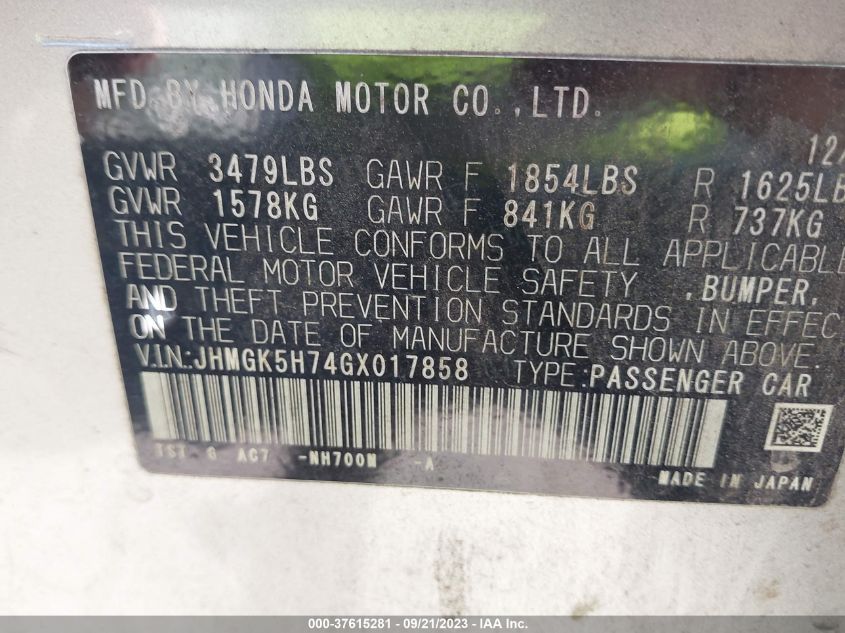 MFD. BY HONDA MOTOR CO.,LTD.
12/
GVWR 3479LBS GAWR F 1854LBS R 1625LB
GVWR 1578KG GAWR F 841KG R 737KG
THIS VEHICLE CONFORMS TO ALL APPLICABLE
FEDERAL MOTOR VEHICLE SAFETY ,BUMPER,
AND THEFT PREVENTION STANDARDS IN EFFEC
ON THE DATE OF MANUFACTURE SHOWN ABOVE.
V.I.N:JHMGK5H74GX017858 TYPE:PASSENGER CAR
TST G AC7 -NH700M -A
MADE IN JAPAN
000-37615281 - 09/21/2023 - IAA Inc.